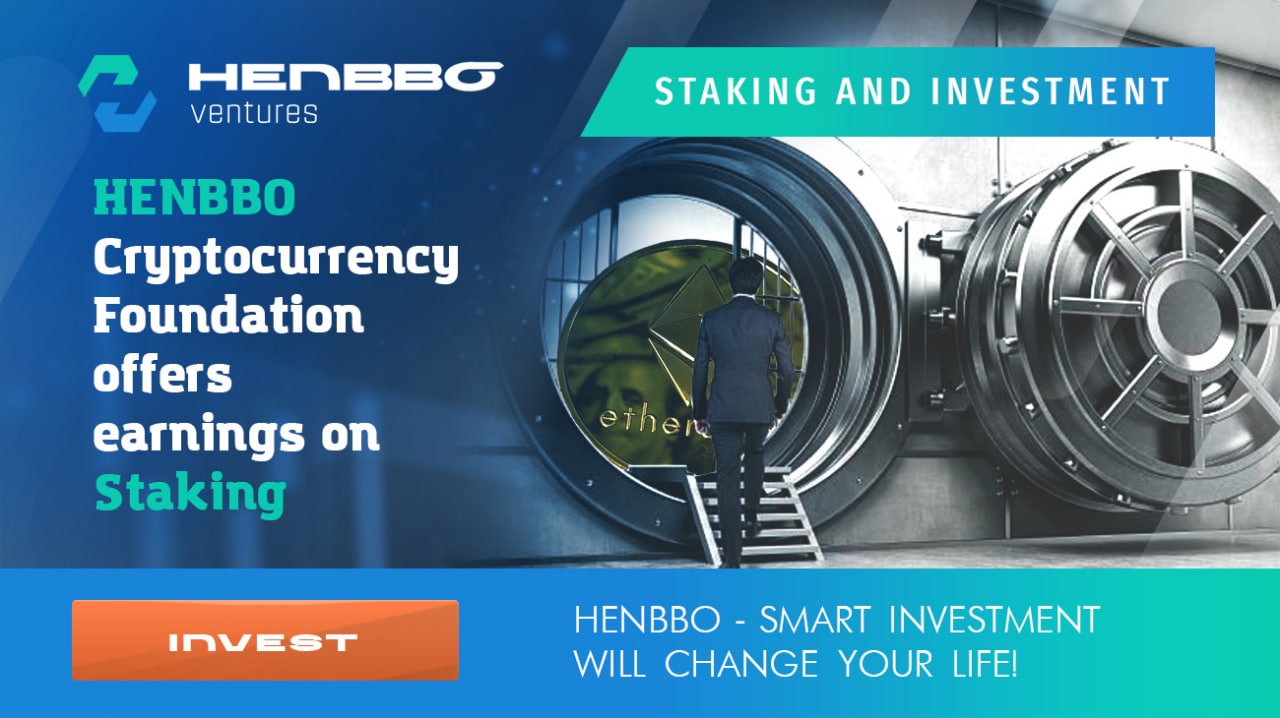 HENBBO
ventures
STAKING AND INVESTMENT
HENBBO
Cryptocurrency
Foundation
offers
earnings on
Staking
INVEST
HENBBO - SMART INVESTMENT
WILL CHANGE YOUR LIFE!